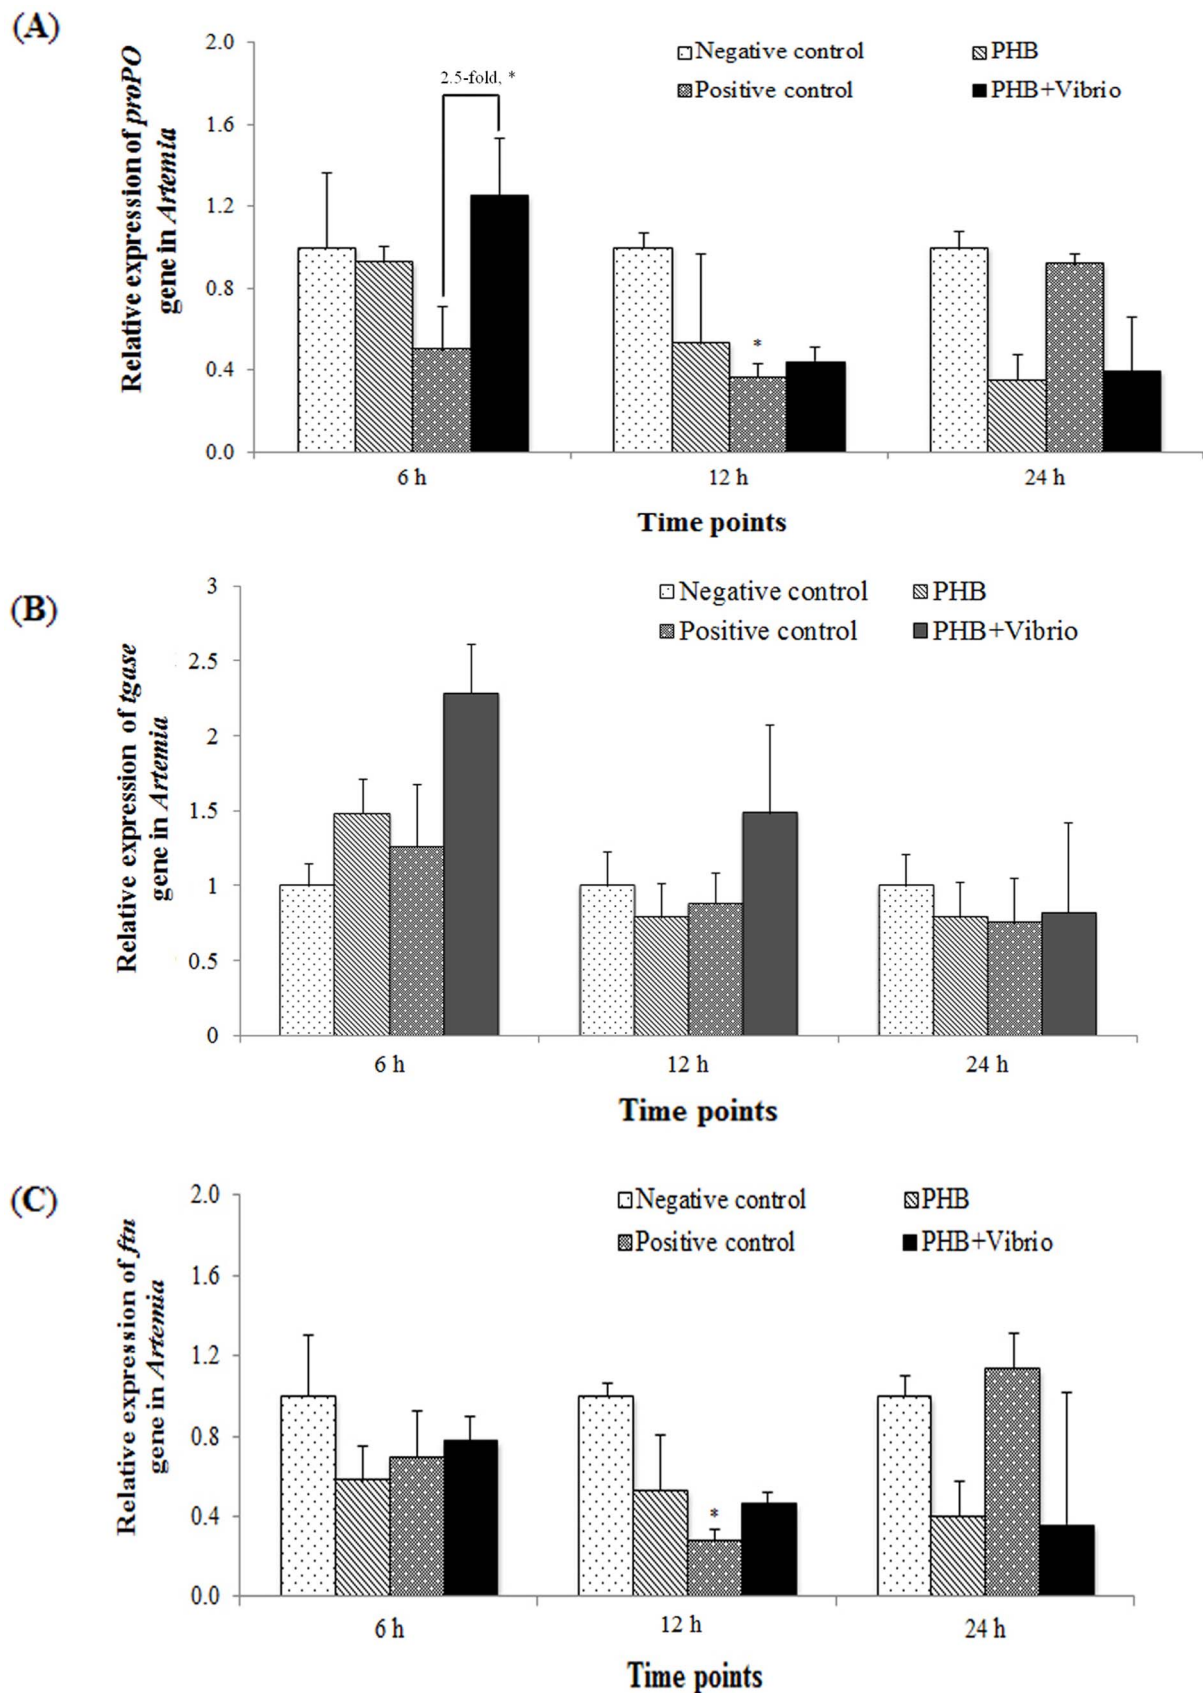 (A)
Relative expression of proPO
gene in Artemia
2.0
1.6
1.2
0.8
0.4
0.0
Negative control
PHB
Positive control
PHB+Vibrio
2.5-fold, *
*
6 h
12 h
24 h
Time points
(B)
Relative expression of tgase
gene in Artemia
3
2.5
2
1.5
1
0.5
0
Negative control
PHB
Positive control
PHB+Vibrio
6 h
12 h
24 h
Time points
(C)
Relative expression of ftn
gene in Artemia
2.0
1.6
1.2
0.8
0.4
0.0
Negative control
PHB
Positive control
PHB+Vibrio
*
6 h
12 h
24 h
Time points